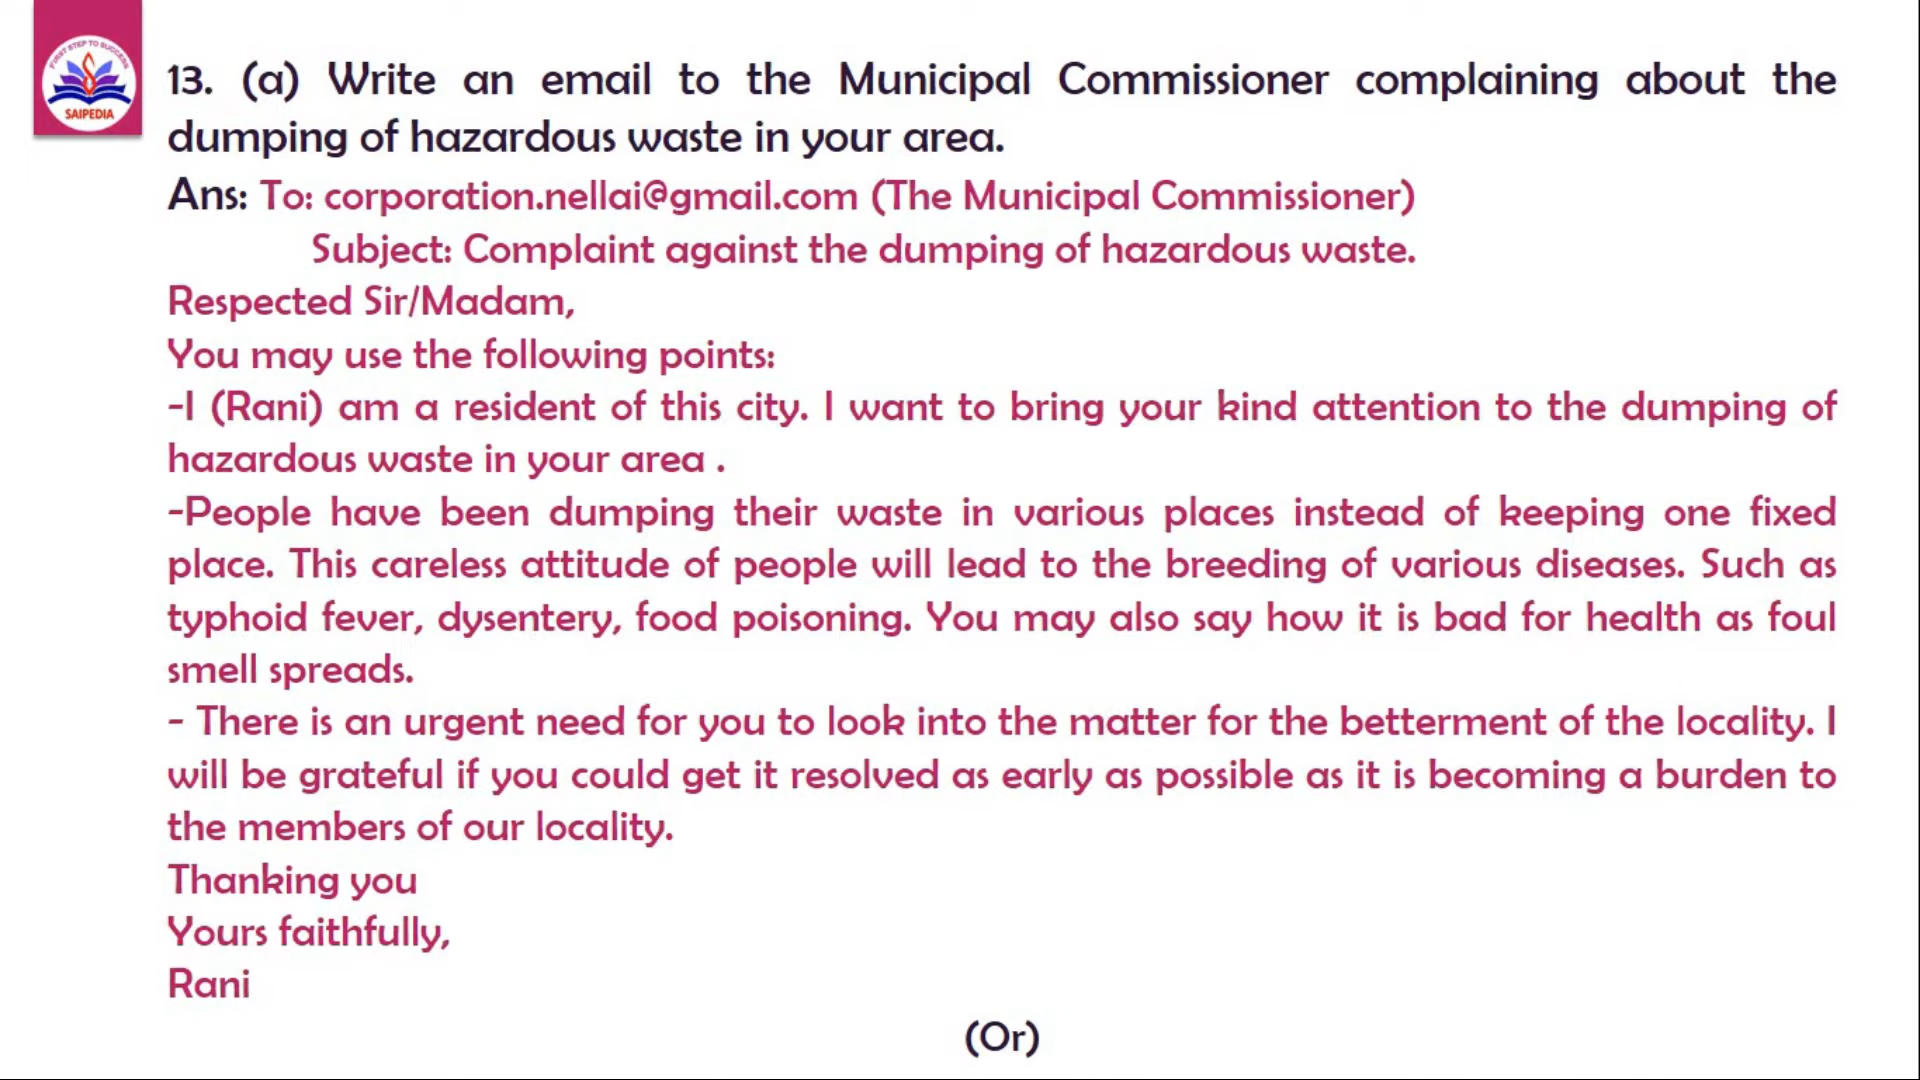 FIRST STEP TO SUCCESS
SAIPEDIA
13. (a) Write an email to the Municipal Commissioner complaining about the
dumping of hazardous waste in your area.
Ans: To: corporation.nellai@gmail.com (The Municipal Commissioner)
Subject: Complaint against the dumping of hazardous waste.
Respected Sir/Madam,
You may use the following points:
-I (Rani) am a resident of this city. I want to bring your kind attention to the dumping of
hazardous waste in your area .
-People have been dumping their waste in various places instead of keeping one fixed
place. This careless attitude of people will lead to the breeding of various diseases. Such as
typhoid fever, dysentery, food poisoning. You may also say how it is bad for health as foul
smell spreads.
- There is an urgent need for you to look into the matter for the betterment of the locality. I
will be grateful if you could get it resolved as early as possible as it is becoming a burden to
the members of our locality.
Thanking you
Yours faithfully,
Rani
(Or)